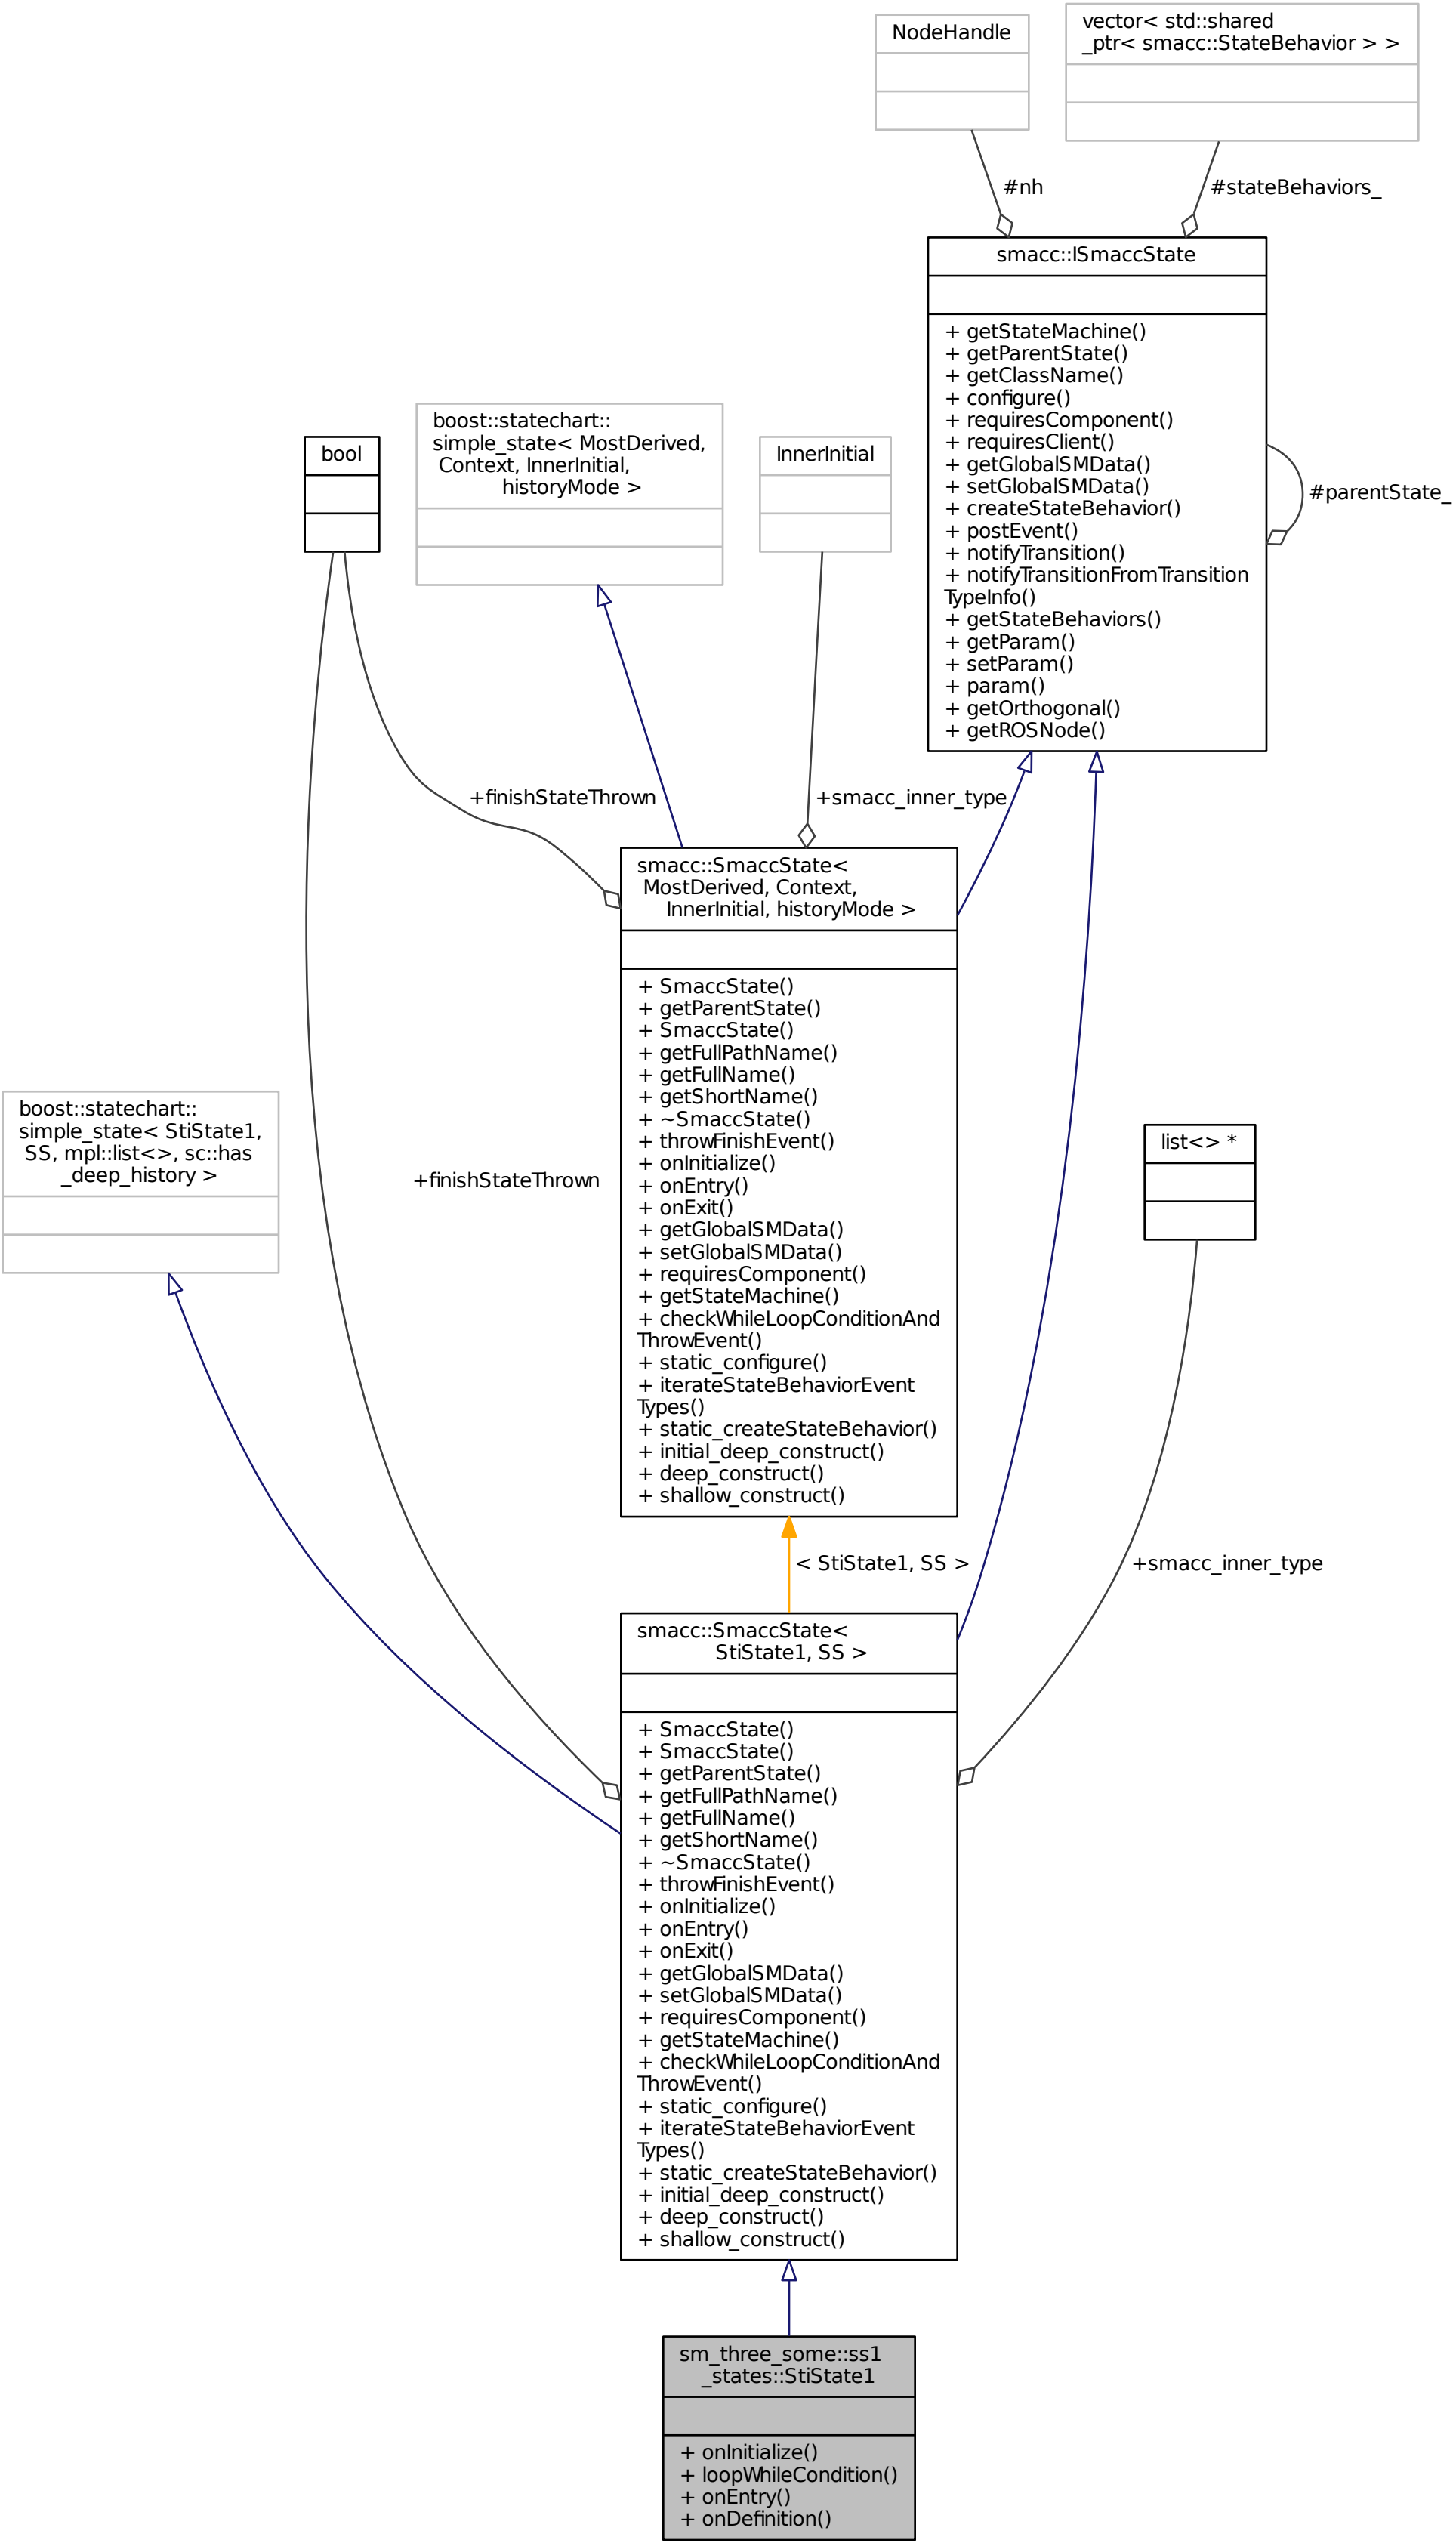 NodeHandle
vector< std::shared
_ptr< smacc::StateBehavior > >
#nh
#stateBehaviors_
smacc::ISmaccState
+ getStateMachine()
+ getParentState()
+ getClassName()
+ configure()
+ requiresComponent()
+ requiresClient()
+ getGlobalSMData()
+ setGlobalSMData()
+ createStateBehavior()
+ postEvent()
+ notifyTransition()
+ notifyTransitionFromTransition
TypeInfo()
+ getStateBehaviors()
+ getParam()
+ setParam()
+ param()
+ getOrthogonal()
+ getROSNode()
#parentState_
bool
boost::statechart::
simple_state< MostDerived,
Context, InnerInitial,
historyMode >
InnerInitial
+finishStateThrown
+smacc_inner_type
smacc::SmaccState<
MostDerived, Context,
InnerInitial, historyMode >
+ SmaccState()
+ getParentState()
+ SmaccState()
+ getFullPathName()
+ getFullName()
+ getShortName()
+ ~SmaccState()
+ throwFinishEvent()
+ onInitialize()
+ onEntry()
+ onExit()
+ getGlobalSMData()
+ setGlobalSMData()
+ requiresComponent()
+ getStateMachine()
+ checkWhileLoopConditionAnd
ThrowEvent()
+ static_configure()
+ iterateStateBehaviorEvent
Types()
+ static_createStateBehavior()
+ initial_deep_construct()
+ deep_construct()
+ shallow_construct()
boost::statechart::
simple_state< StiState1,
SS, mpl::list<>, sc::has
_deep_history >
+finishStateThrown
list<> *
< StiState1, SS >
+smacc_inner_type
smacc::SmaccState<
StiState1, SS >
+ SmaccState()
+ SmaccState()
+ getParentState()
+ getFullPathName()
+ getFullName()
+ getShortName()
+ ~SmaccState()
+ throwFinishEvent()
+ onInitialize()
+ onEntry()
+ onExit()
+ getGlobalSMData()
+ setGlobalSMData()
+ requiresComponent()
+ getStateMachine()
+ checkWhileLoopConditionAnd
ThrowEvent()
+ static_configure()
+ iterateStateBehaviorEvent
Types()
+ static_createStateBehavior()
+ initial_deep_construct()
+ deep_construct()
+ shallow_construct()
sm_three_some::ss1
_states::StiState1
+ onInitialize()
+ loopWhileCondition()
+ onEntry()
+ onDefinition()